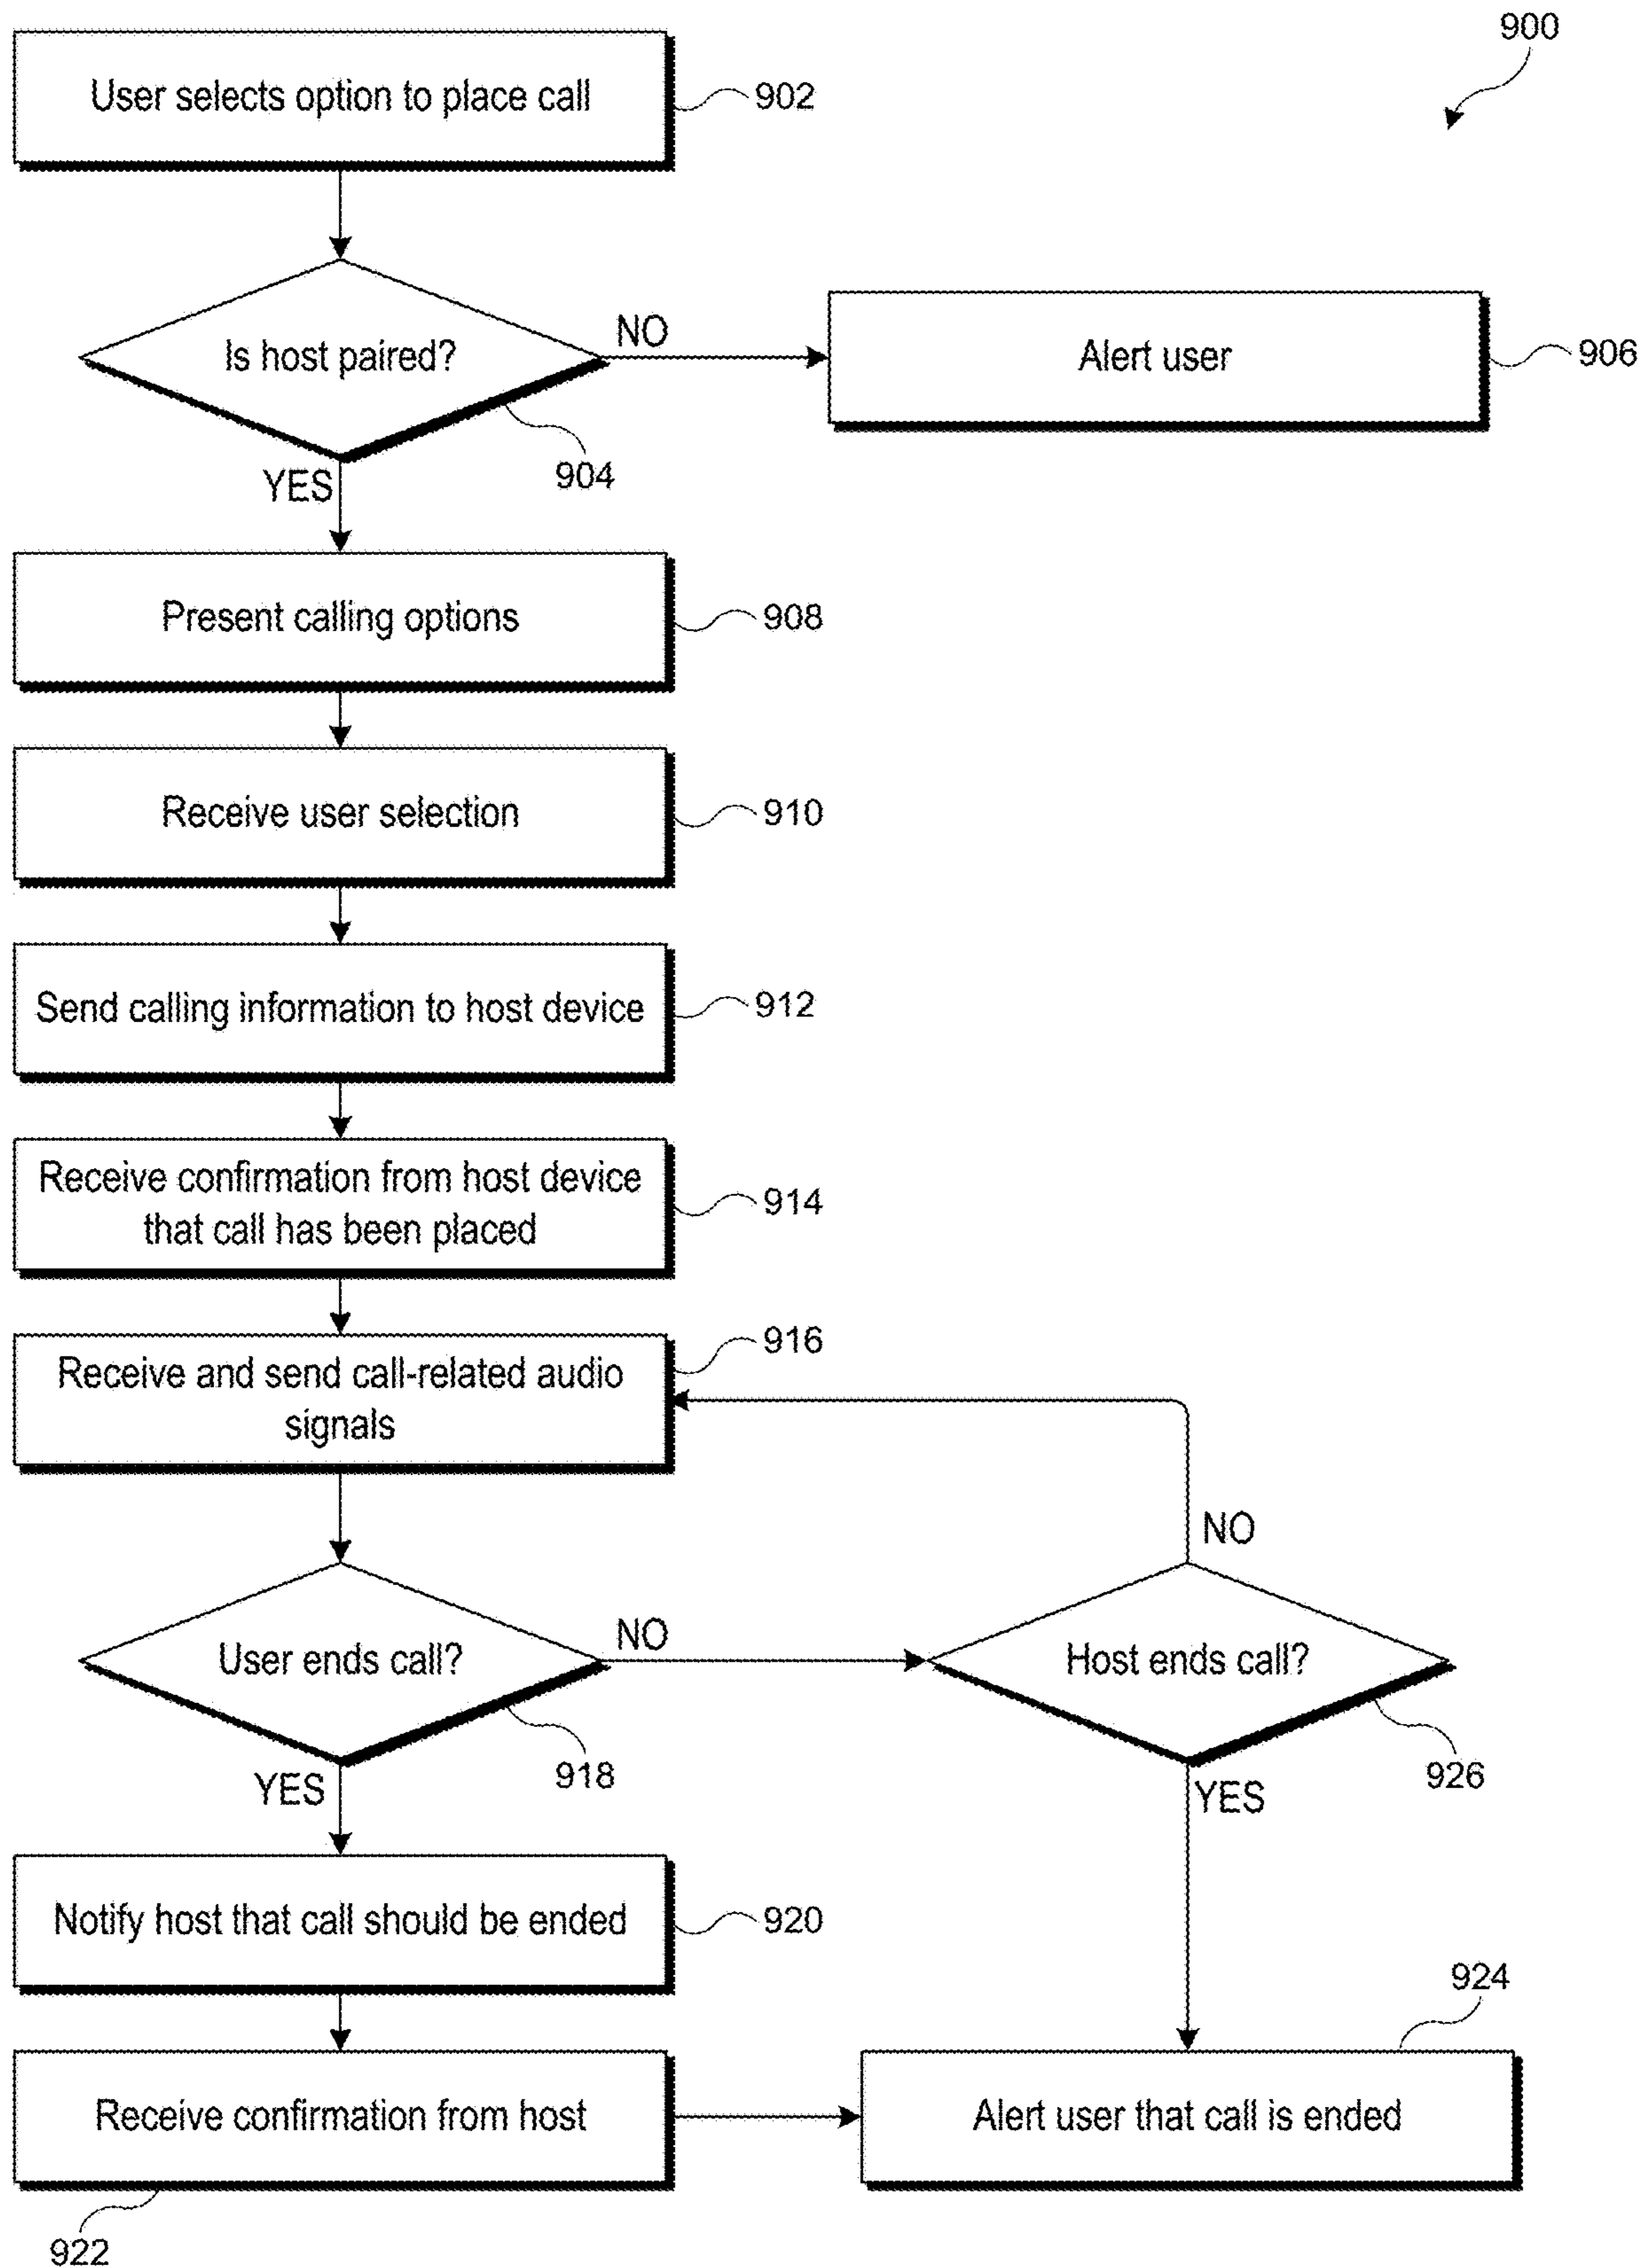 900
User selects option to place call
902
Is host paired?
NO
904
YES
Alert user
906
Present calling options
908
Receive user selection
910
Send calling information to host device
912
Receive confirmation from host device
that call has been placed
914
Receive and send call-related audio
signals
916
User ends call?
NO
918
YES
Host ends call?
NO
926
YES
Notify host that call should be ended
920
Receive confirmation from host
922
Alert user that call is ended
924